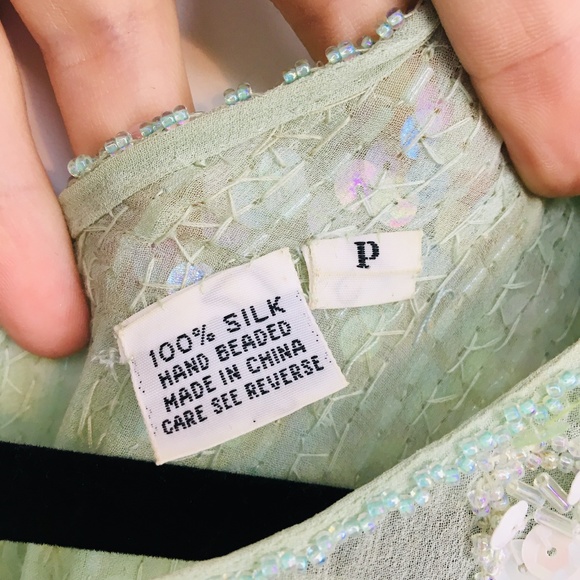 P
100% SILK
HAND BEADED
MADE IN CHINA
CARE SEE REVERSE